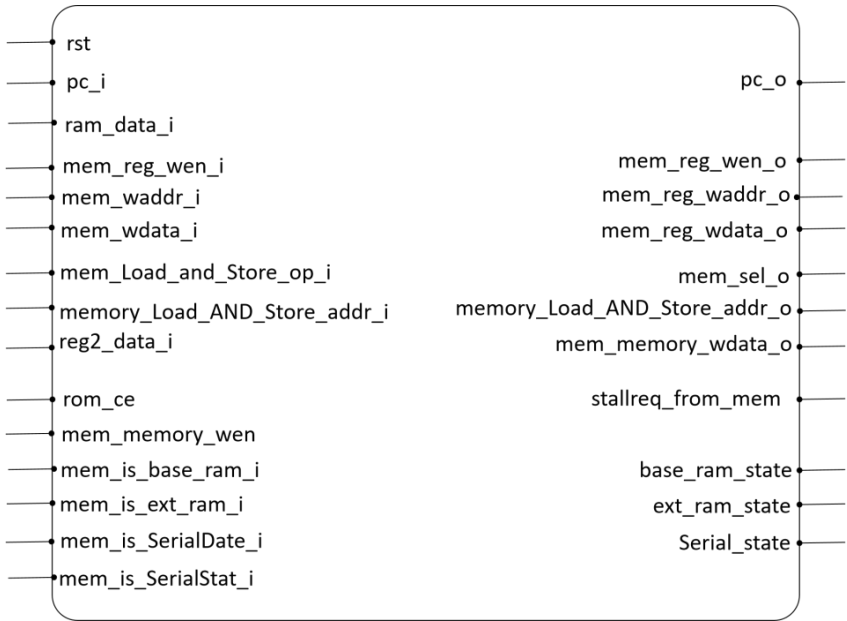 rst
pc_i
ram_data_i
mem_reg_wen_i
mem_waddr_i
mem_wdata_i
mem_Load_and_Store_op_i
memory_Load_AND_Store_addr_i
reg2_data_i
rom_ce
mem_memory_wen
mem_is_base_ram_i
mem_is_ext_ram_i
mem_is_SerialDate_i
mem_is_SerialStat_i
pc_o
mem_reg_wen_o
mem_reg_waddr_o
mem_reg_wdata_o
mem_sel_o
memory_Load_AND_Store_addr_o
mem_memory_wdata_o
stallreq_from_mem
base_ram_state
ext_ram_state
Serial_state